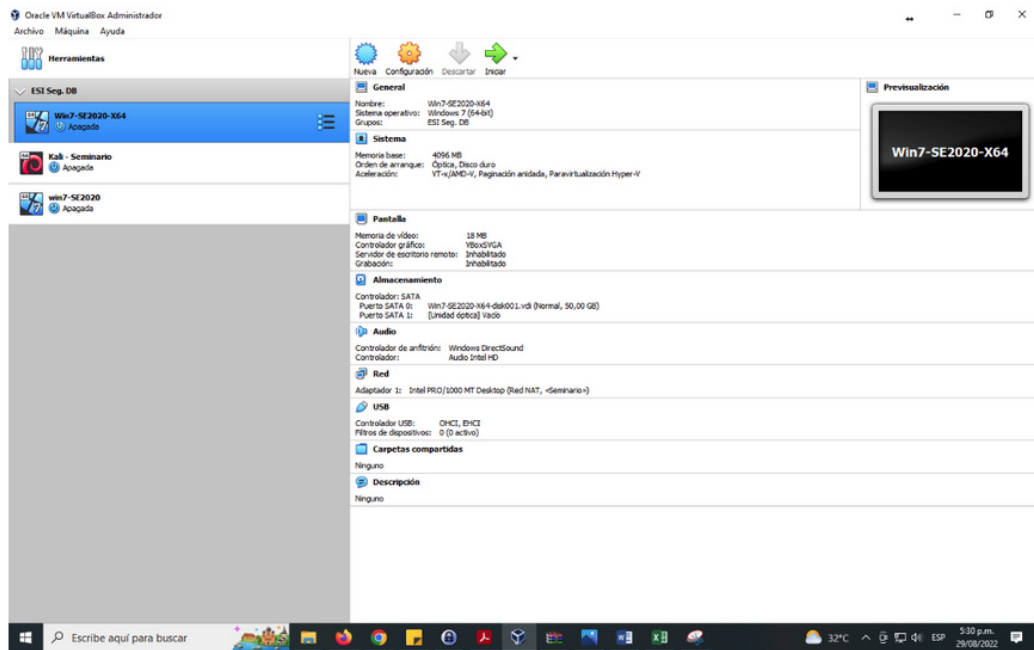 Oracle VM VirtualBox Administrador
Archivo Máquina Ayuda
Herramientas
ESI Seg. DB
Win7-SE2020-X64
Apagada
Kali - Seminario
Apagada
win7-SE2020
Apagada
Nueva Configuración Descartar Iniciar
General
Nombre: Win7-SE2020-X64
Sistema operativo: Windows 7 (64-bit)
Grupos: ESI Seg. DB
Previsualización
Win7-SE2020-X64
Sistema
Memoria base: 4096 MB
Orden de arranque: Óptica, Disco duro
Aceleración: VT-x/AMD-V, Paginación anidada, Paravirtualización Hyper-V
Pantalla
Memoria de vídeo: 18 MB
Controlador gráfico: VBoxSVGA
Servidor de escritorio remoto: Inhabilitado
Grabación: Inhabilitado
Almacenamiento
Controlador: SATA
Puerto SATA 0: Win7-SE2020-X64-disk001.vdi (Normal, 50,00 GB)
Puerto SATA 1: [Unidad óptica] Vacío
Audio
Controlador de anfitrión: Windows DirectSound
Controlador: Audio Intel HD
Red
Adaptador 1: Intel PRO/1000 MT Desktop (Red NAT, «Seminario»)
USB
Controlador USB: OHCI, EHCI
Filtros de dispositivos: 0 (0 activo)
Carpetas compartidas
Ninguno
Descripción
Ninguno
Escribe aquí para buscar
32°C
ESP
5:30 p.m.
29/08/2022